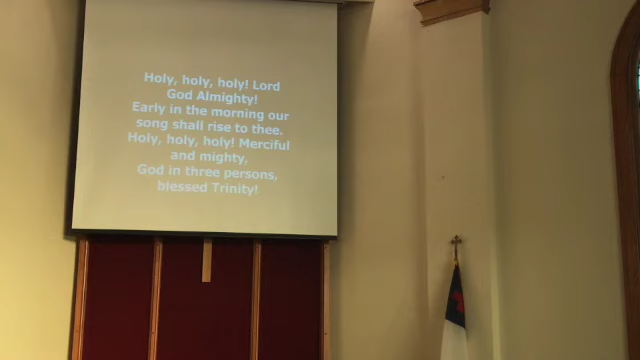 Holy, holy, holy! Lord
God Almighty!
Early in the morning our
song shall rise to thee.
Holy, holy, holy! Merciful
and mighty,
God in three persons,
blessed Trinity!